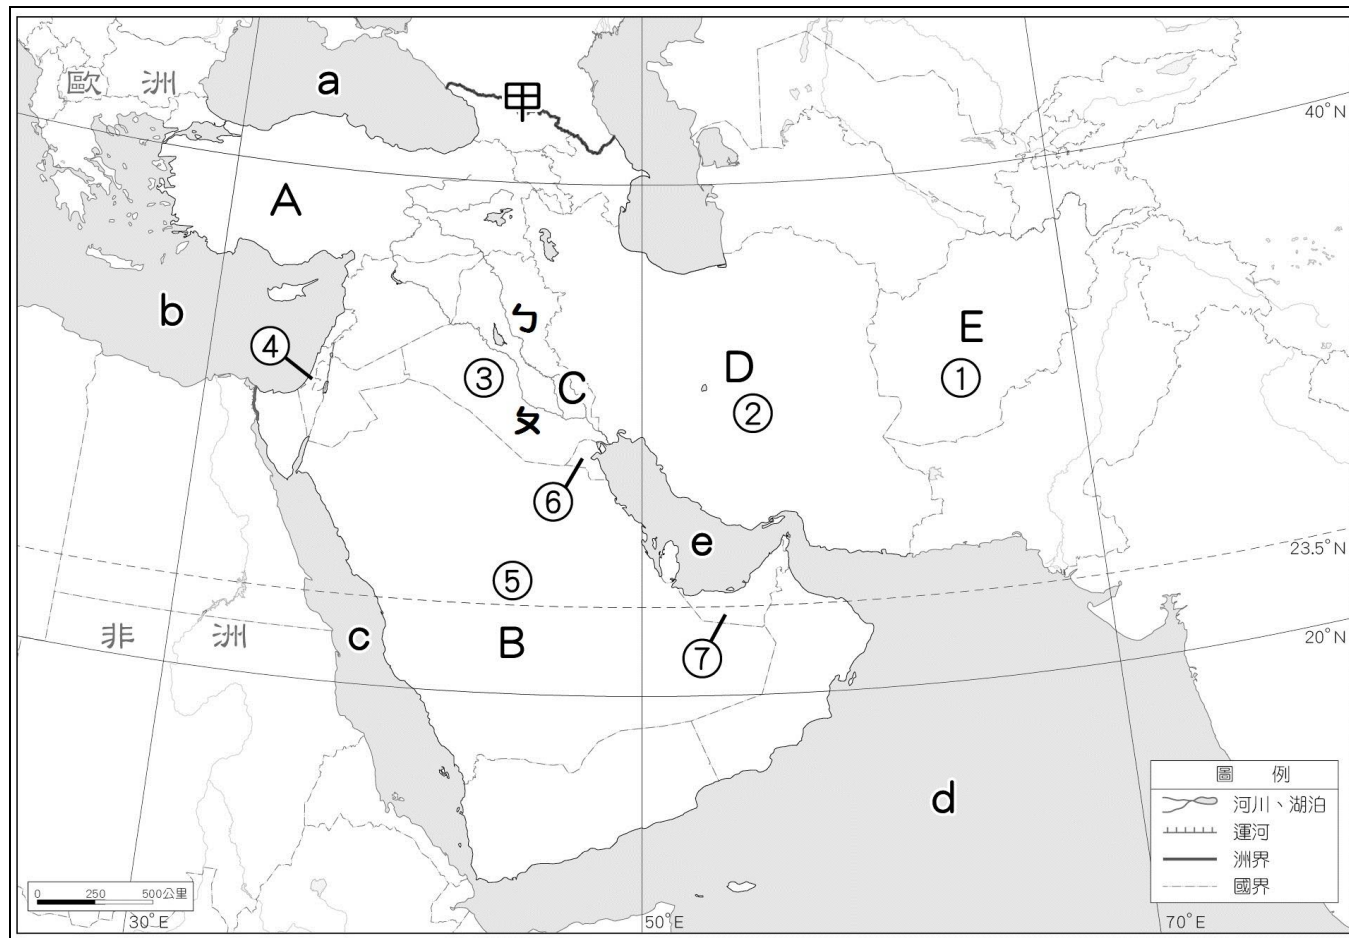 歐洲
a
甲
40°N
A
b
ㄅ
E
④
③
C
D
①
②
ㄆ
⑥
e
23.5°N
⑤
非洲
c
B
⑦
20°N
d
圖例
河川、湖泊
運河
洲界
國界
0 250 500公里
30°E
50°E
70°E